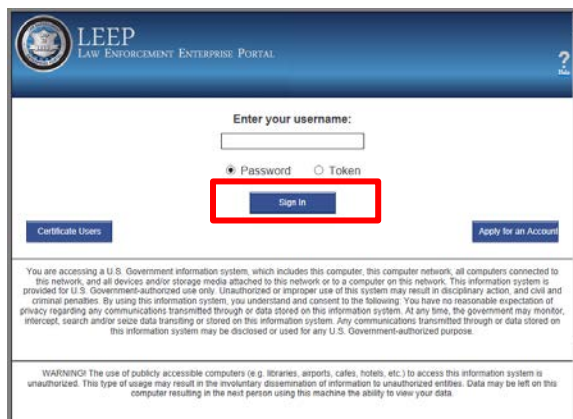 LEEP
LAW ENFORCEMENT ENTERPRISE PORTAL
?
Help
Enter your username:
Password Token
Sign In
Certificate Users Apply for an Account
You are accessing a U.S. Government information system, which includes this computer, this computer network, all computers connected to
this network, and all devices and/or storage media attached to this network or to a computer on this network. This information system is
provided for U.S. Government-authorized use only. Unauthorized or improper use of this system may result in disciplinary action, and civil and
criminal penalties. By using this information system, you understand and consent to the following: You have no reasonable expectation of
privacy regarding any communications transmitted through or data stored on this information system. At any time, the government may monitor,
intercept, search and/or seize data transiting or stored on this information system. Any communications transmitted through or data stored on
this information system may be disclosed or used for any U.S. Government-authorized purpose.
WARNING! The use of publicly accessible computers (e.g. libraries, airports, cafes, hotels, etc.) to access this information system is
unauthorized. This type of usage may result in the involuntary dissemination of information to unauthorized entities. Data may be left on this
computer resulting in the next person using this machine the ability to view your data.